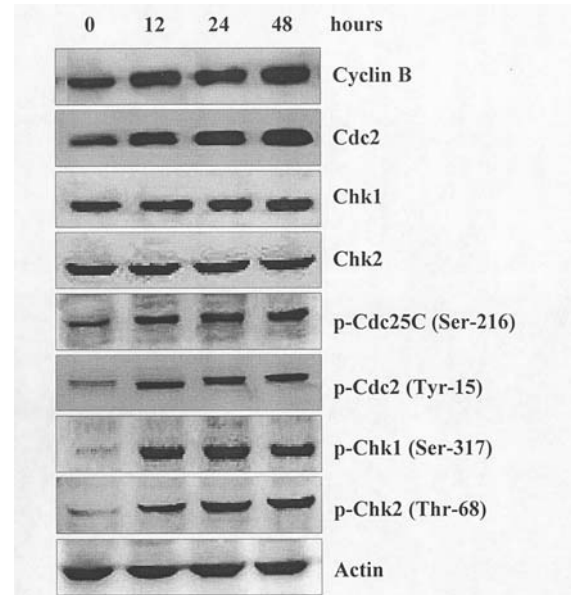 0 12 24 48 hours
Cyclin B
Cdc2
Chk1
Chk2
p-Cdc25C (Ser-216)
p-Cdc2 (Tyr-15)
p-Chk1 (Ser-317)
p-Chk2 (Thr-68)
Actin